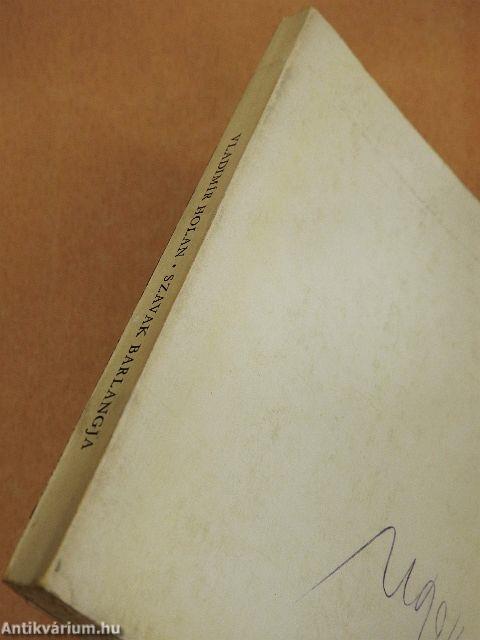 VLADIMIR HOLAN · SZAVAK BARLANGJA
Antikvárium.hu